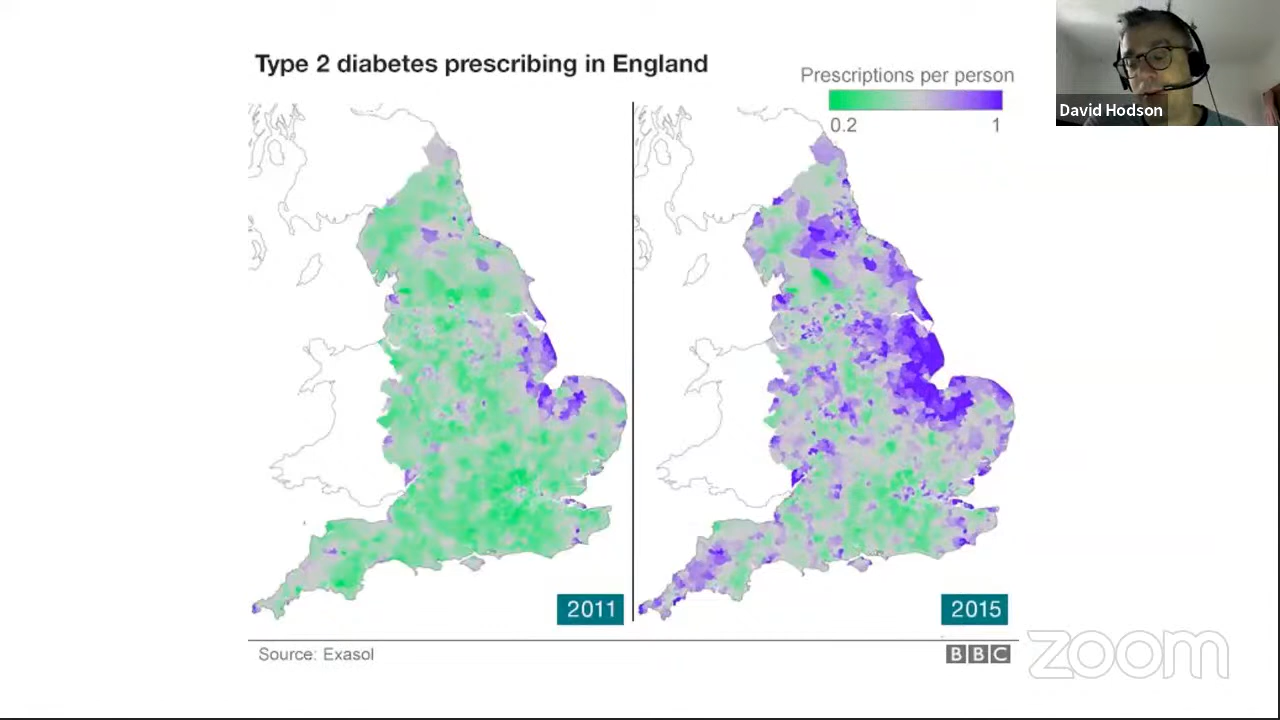 Type 2 diabetes prescribing in England
Prescriptions per person
0.2 1
David Hodson
2011
2015
Source: Exasol
BBC
zoom